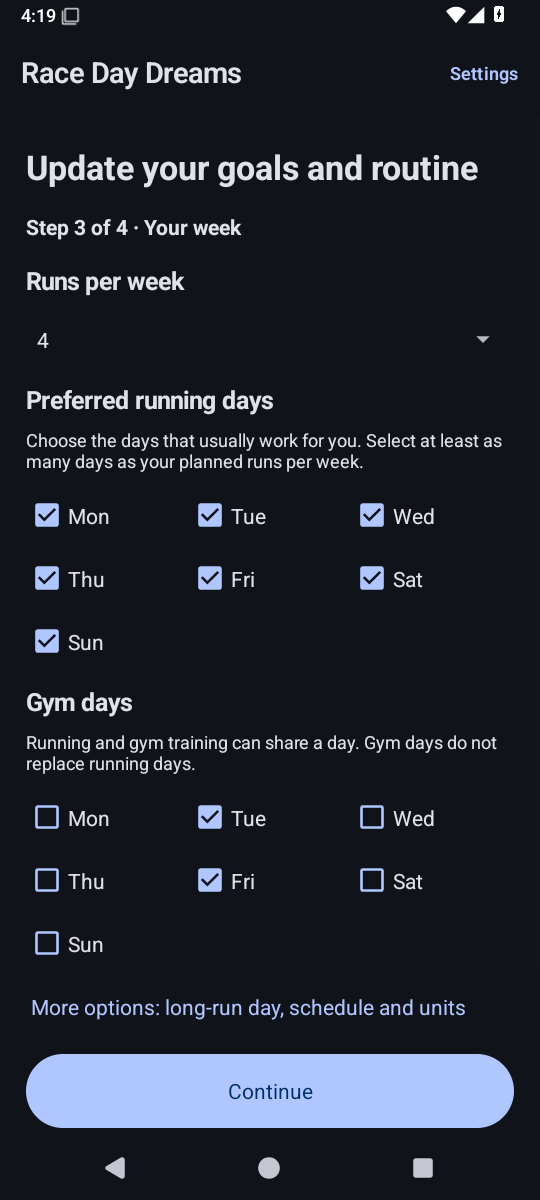 4:19
Race Day Dreams
Settings
Update your goals and routine
Step 3 of 4 · Your week
Runs per week
4
Preferred running days
Choose the days that usually work for you. Select at least as
many days as your planned runs per week.
Mon Tue Wed
Thu Fri Sat
Sun
Gym days
Running and gym training can share a day. Gym days do not
replace running days.
Mon Tue Wed
Thu Fri Sat
Sun
More options: long-run day, schedule and units
Continue